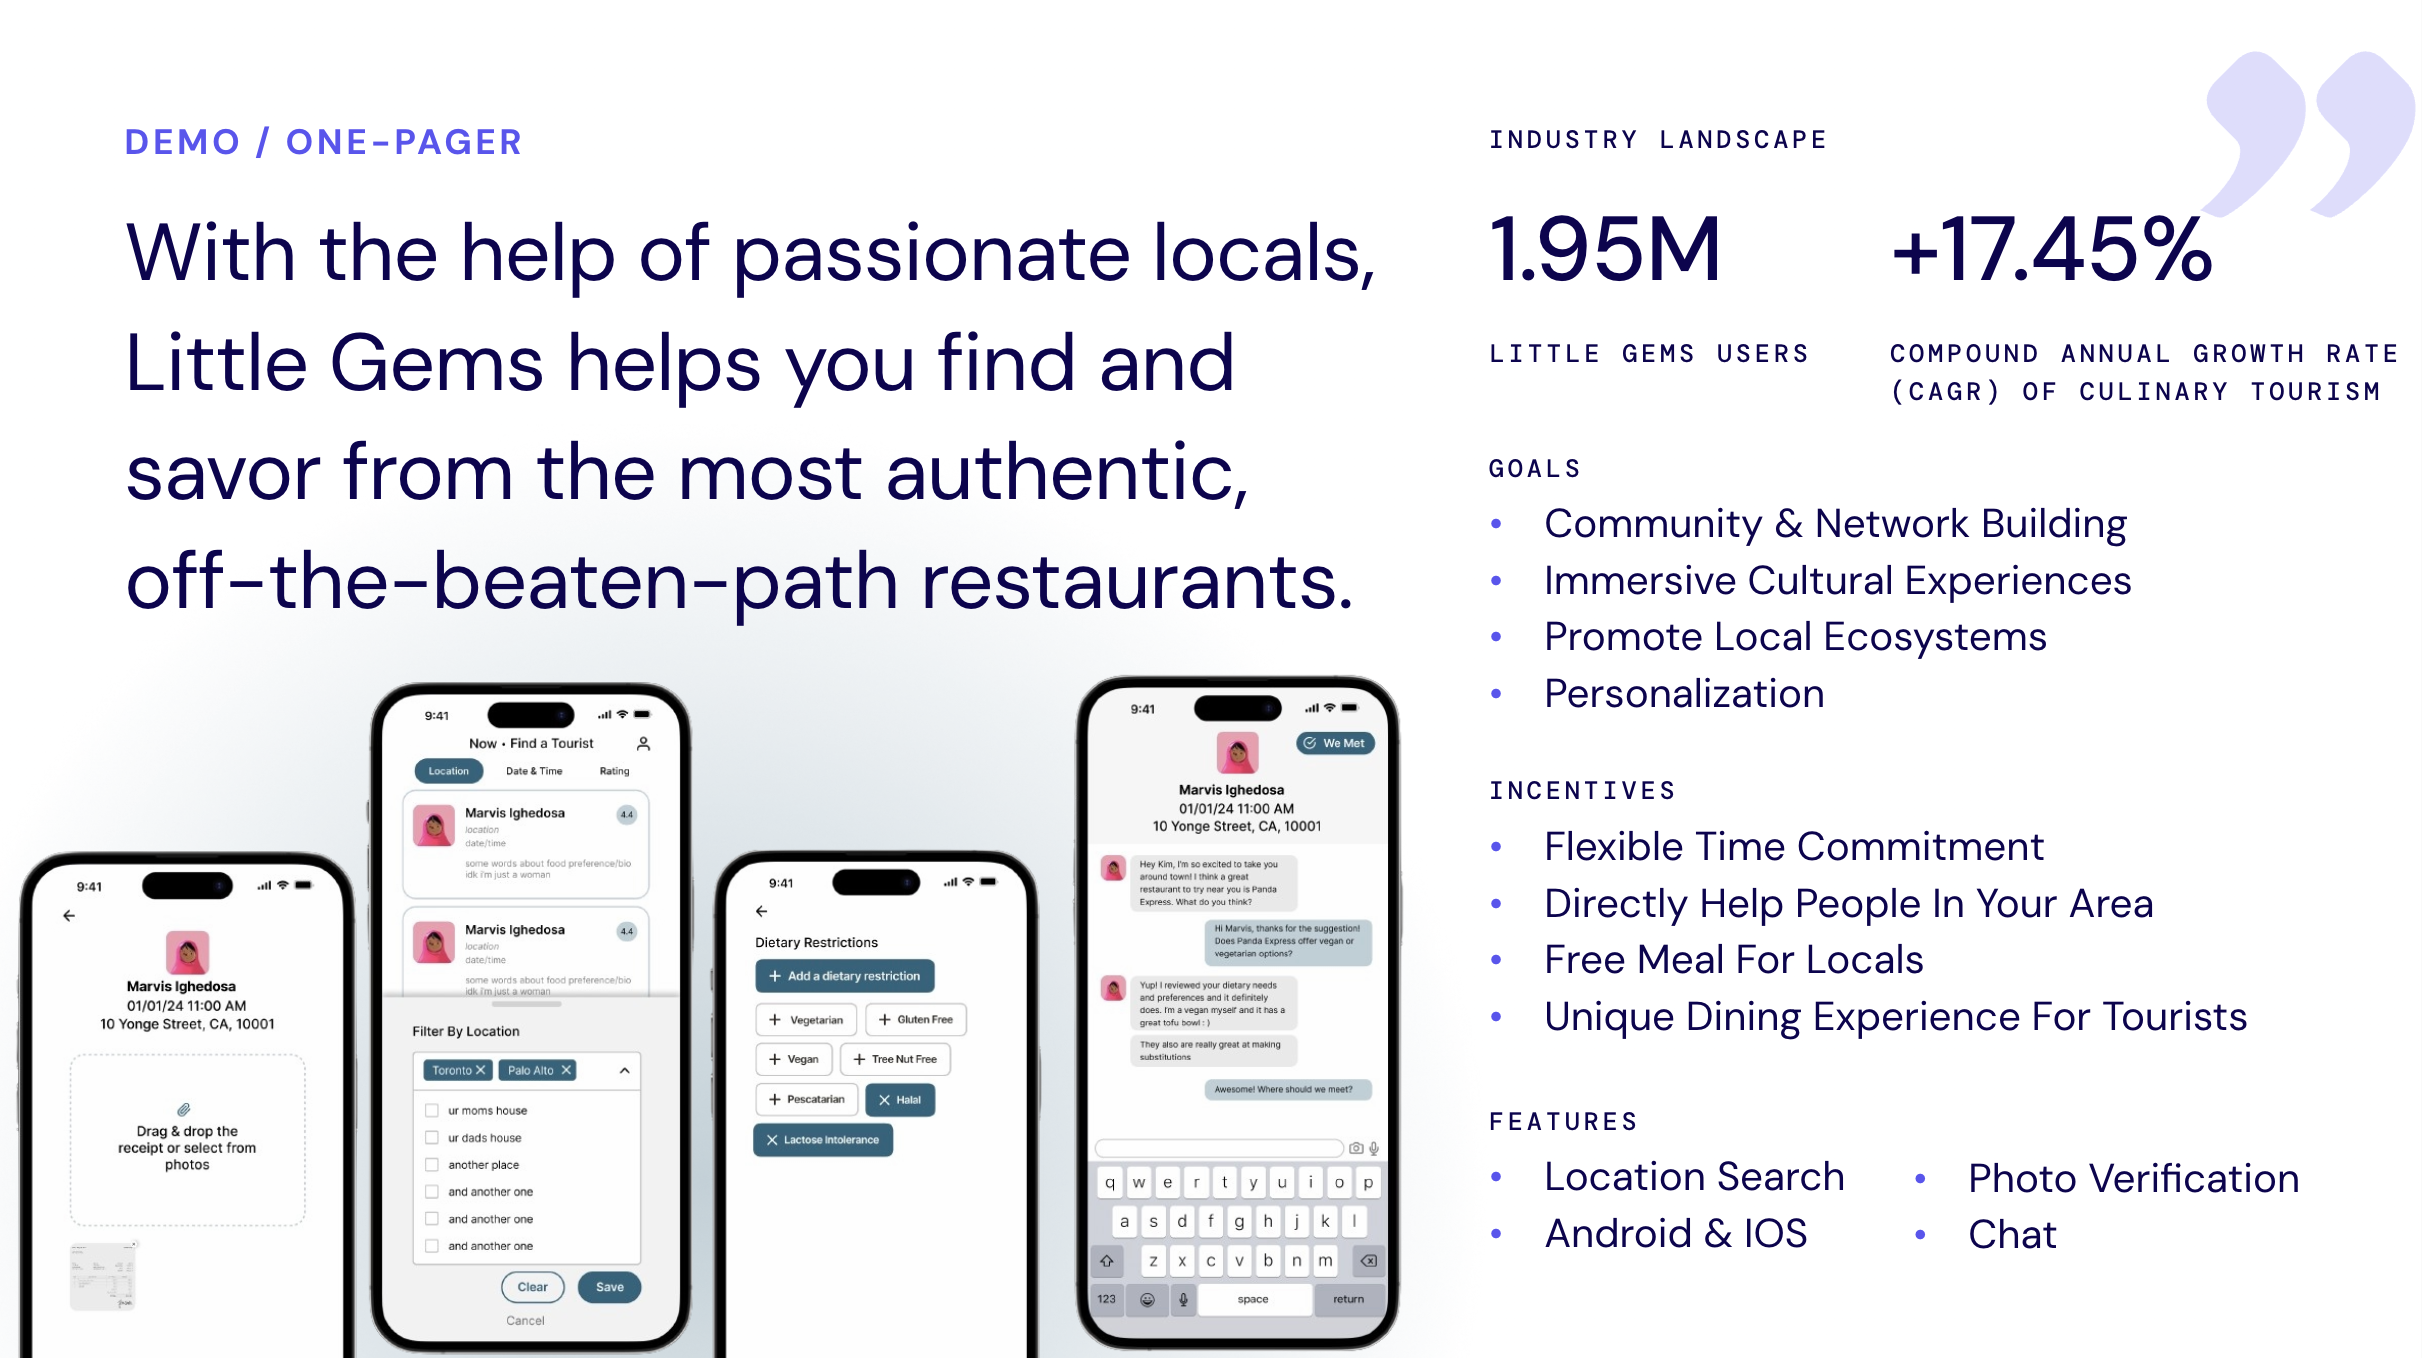 DEMO / ONE-PAGER
With the help of passionate locals,
Little Gems helps you find and
savor from the most authentic,
off-the-beaten-path restaurants.
INDUSTRY LANDSCAPE
1.95M
LITTLE GEMS USERS
+17.45%
COMPOUND ANNUAL GROWTH RATE
(CAGR) OF CULINARY TOURISM
GOALS
• Community & Network Building
• Immersive Cultural Experiences
• Promote Local Ecosystems
• Personalization
INCENTIVES
• Flexible Time Commitment
• Directly Help People In Your Area
• Free Meal For Locals
• Unique Dining Experience For Tourists
FEATURES
• Location Search
• Android & IOS
• Photo Verification
• Chat
9:41
Marvis Ighedosa
01/01/24 11:00 AM
10 Yonge Street, CA, 10001
Drag & drop the
receipt or select from
photos
9:41
Now • Find a Tourist
Location Date & Time Rating
Marvis Ighedosa 4.4
location
date/time
some words about food preference/bio
idk i'm just a woman
Marvis Ighedosa 4.4
location
date/time
some words about food preference/bio
idk i'm just a woman
Filter By Location
Toronto Palo Alto
ur moms house
ur dads house
another place
and another one
and another one
and another one
Clear Save
Cancel
9:41
Dietary Restrictions
+ Add a dietary restriction
+ Vegetarian + Gluten Free
+ Vegan + Tree Nut Free
+ Pescatarian × Halal
× Lactose Intolerance
9:41
We Met
Marvis Ighedosa
01/01/24 11:00 AM
10 Yonge Street, CA, 10001
Hey Kim, I'm so excited to take you
around town! I think a great
restaurant to try near you is Panda
Express. What do you think?
Hi Marvis, thanks for the suggestion!
Does Panda Express offer vegan or
vegetarian options?
Yup! I reviewed your dietary needs
and preferences and it definitely
does. I'm a vegan myself and it has a
great tofu bowl : )
They also are really great at making
substitutions
Awesome! Where should we meet?
q w e r t y u i o p
a s d f g h j k l
z x c v b n m
123 space return